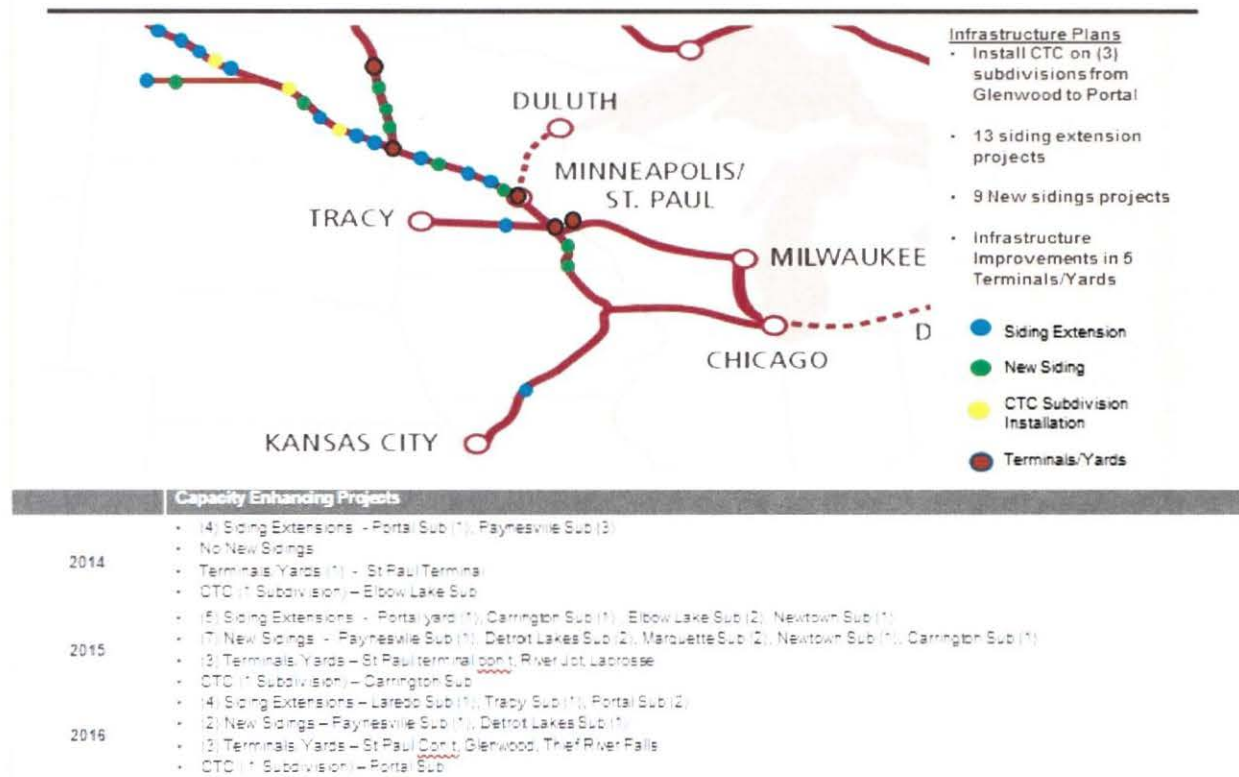 Infrastructure Plans
• Install CTC on (3)
subdivisions from
Glenwood to Portal
• 13 siding extension
projects
• 9 New sidings projects
• Infrastructure
Improvements in 5
Terminals/Yards
DULUTH
MINNEAPOLIS/
ST. PAUL
TRACY
MILWAUKEE
D
CHICAGO
KANSAS CITY
Siding Extension
New Siding
CTC Subdivision
Installation
Terminals/Yards
Capacity Enhancing Projects
2014
• (4) Siding Extensions - Portal Sub (1), Paynesville Sub (3)
• No New Sidings
• Terminals/Yards (1) - St Paul Terminal
• CTC (1 Subdivision) – Elbow Lake Sub
2015
• (5) Siding Extensions - Portal yard (1), Carrington Sub (1), Elbow Lake Sub (2), Newtown Sub (1)
• (7) New Sidings - Paynesville Sub (1), Detroit Lakes Sub (2), Marquette Sub (2), Newtown Sub (1), Carrington Sub (1)
• (3) Terminals/Yards – St Paul terminal con't, River Jct, Lacrosse
• CTC (1 Subdivision) – Carrington Sub
2016
• (4) Siding Extensions – Laredo Sub (1), Tracy Sub (1), Portal Sub (2)
• (2) New Sidings – Paynesville Sub (1), Detroit Lakes Sub (1)
• (3) Terminals/Yards – St Paul Con't, Glenwood, Thief River Falls
• CTC (1 Subdivision) – Portal Sub